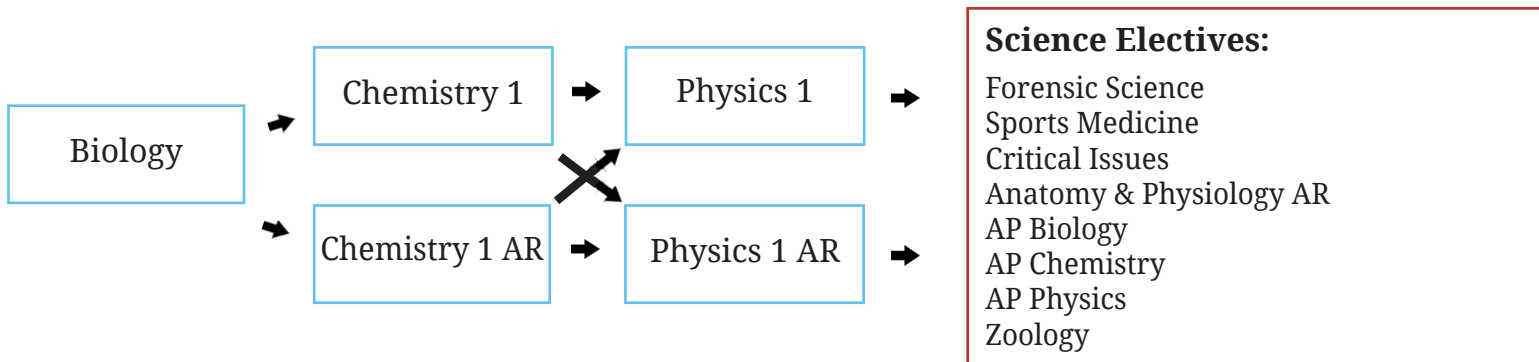 Biology
Chemistry 1
Chemistry 1 AR
Physics 1
Physics 1 AR
Science Electives:
Forensic Science
Sports Medicine
Critical Issues
Anatomy & Physiology AR
AP Biology
AP Chemistry
AP Physics
Zoology